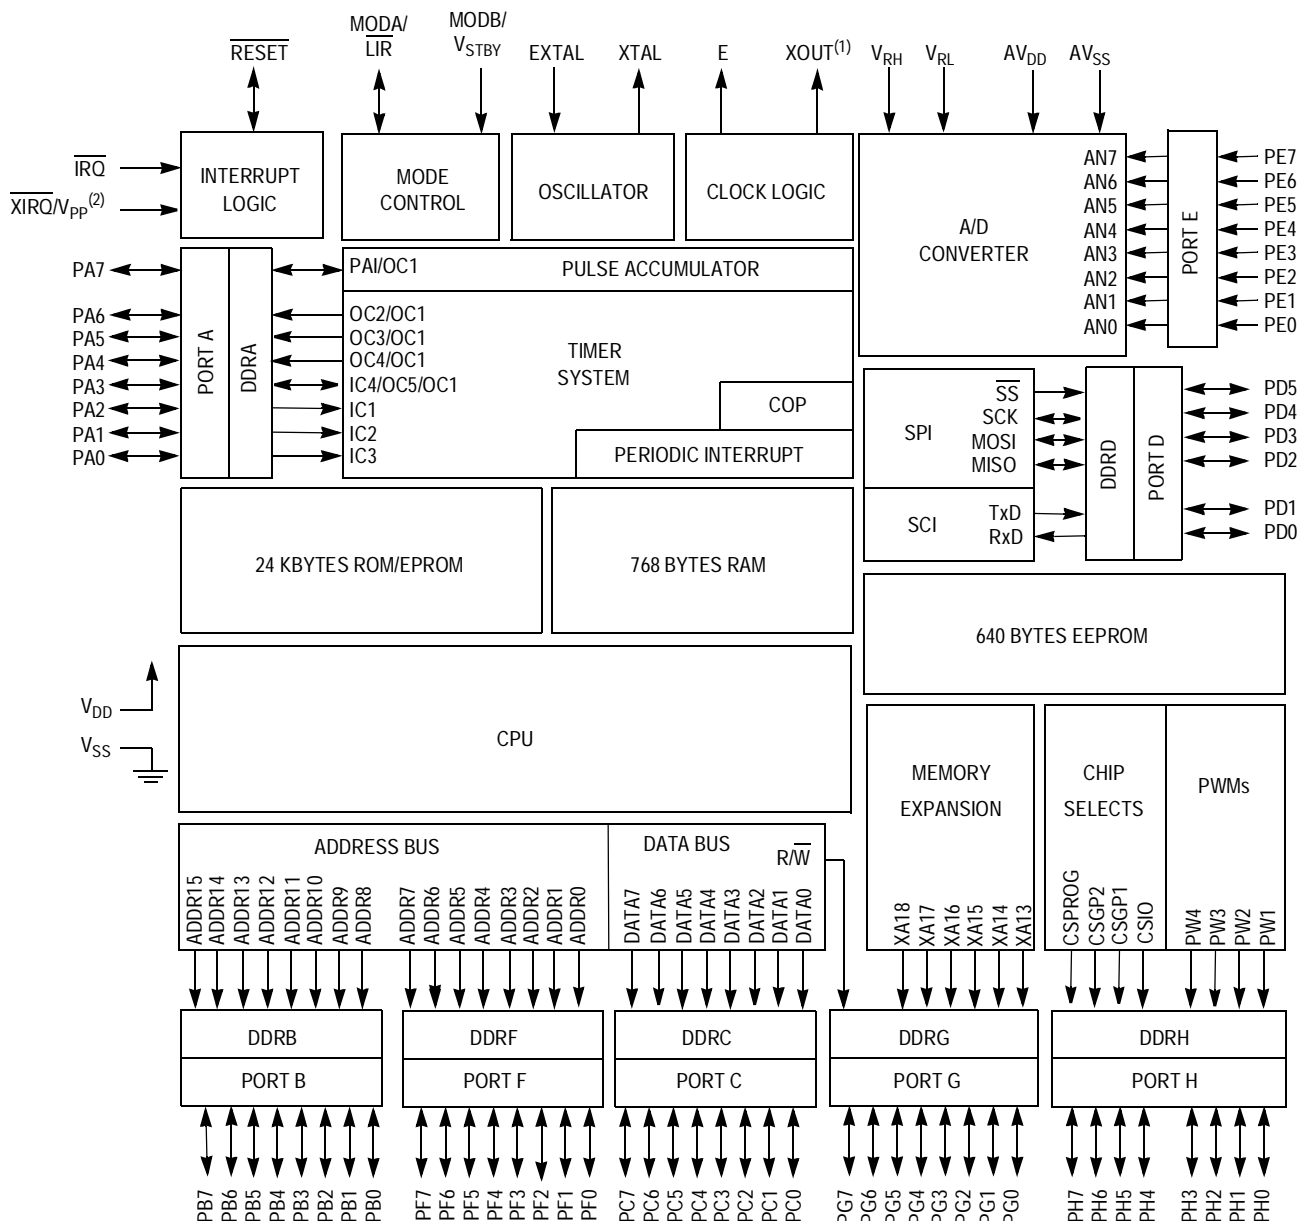 MODA/
LIR
MODB/
VSTBY
RESET
EXTAL
XTAL
E
XOUT(1)
VRH
VRL
AVDD
AVSS
IRQ
XIRQ/VPP(2)
INTERRUPT
LOGIC
MODE
CONTROL
OSCILLATOR
CLOCK LOGIC
A/D
CONVERTER
AN7
AN6
AN5
AN4
AN3
AN2
AN1
AN0
PORT E
PE7
PE6
PE5
PE4
PE3
PE2
PE1
PE0
PA7
PA6
PA5
PA4
PA3
PA2
PA1
PA0
PORT A
DDRA
PAI/OC1
PULSE ACCUMULATOR
OC2/OC1
OC3/OC1
OC4/OC1
IC4/OC5/OC1
IC1
IC2
IC3
TIMER
SYSTEM
COP
PERIODIC INTERRUPT
SPI
SS
SCK
MOSI
MISO
SCI
TxD
RxD
DDRD
PORT D
PD5
PD4
PD3
PD2
PD1
PD0
24 KBYTES ROM/EPROM
768 BYTES RAM
640 BYTES EEPROM
VDD
VSS
CPU
MEMORY
EXPANSION
CHIP
SELECTS
PWMs
ADDRESS BUS
DATA BUS
R/W
ADDR15
ADDR14
ADDR13
ADDR12
ADDR11
ADDR10
ADDR9
ADDR8
ADDR7
ADDR6
ADDR5
ADDR4
ADDR3
ADDR2
ADDR1
ADDR0
DATA7
DATA6
DATA5
DATA4
DATA3
DATA2
DATA1
DATA0
XA18
XA17
XA16
XA15
XA14
XA13
CSPROG
CSGP2
CSGP1
CSIO
PW4
PW3
PW2
PW1
DDRB
PORT B
DDRF
PORT F
DDRC
PORT C
DDRG
PORT G
DDRH
PORT H
PB7
PB6
PB5
PB4
PB3
PB2
PB1
PB0
PF7
PF6
PF5
PF4
PF3
PF2
PF1
PF0
PC7
PC6
PC5
PC4
PC3
PC2
PC1
PC0
PG7
PG6
PG5
PG4
PG3
PG2
PG1
PG0
PH7
PH6
PH5
PH4
PH3
PH2
PH1
PH0